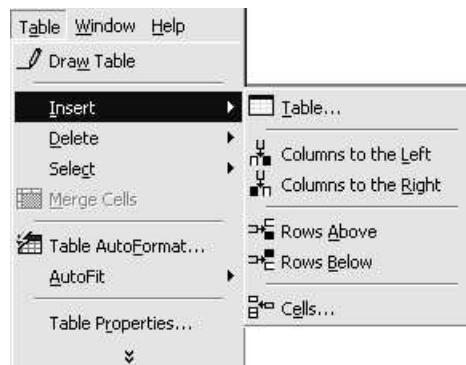 Table Window Help
Draw Table
Insert
Delete
Select
Merge Cells
Table AutoFormat...
AutoFit
Table Properties...
Table...
Columns to the Left
Columns to the Right
Rows Above
Rows Below
Cells...